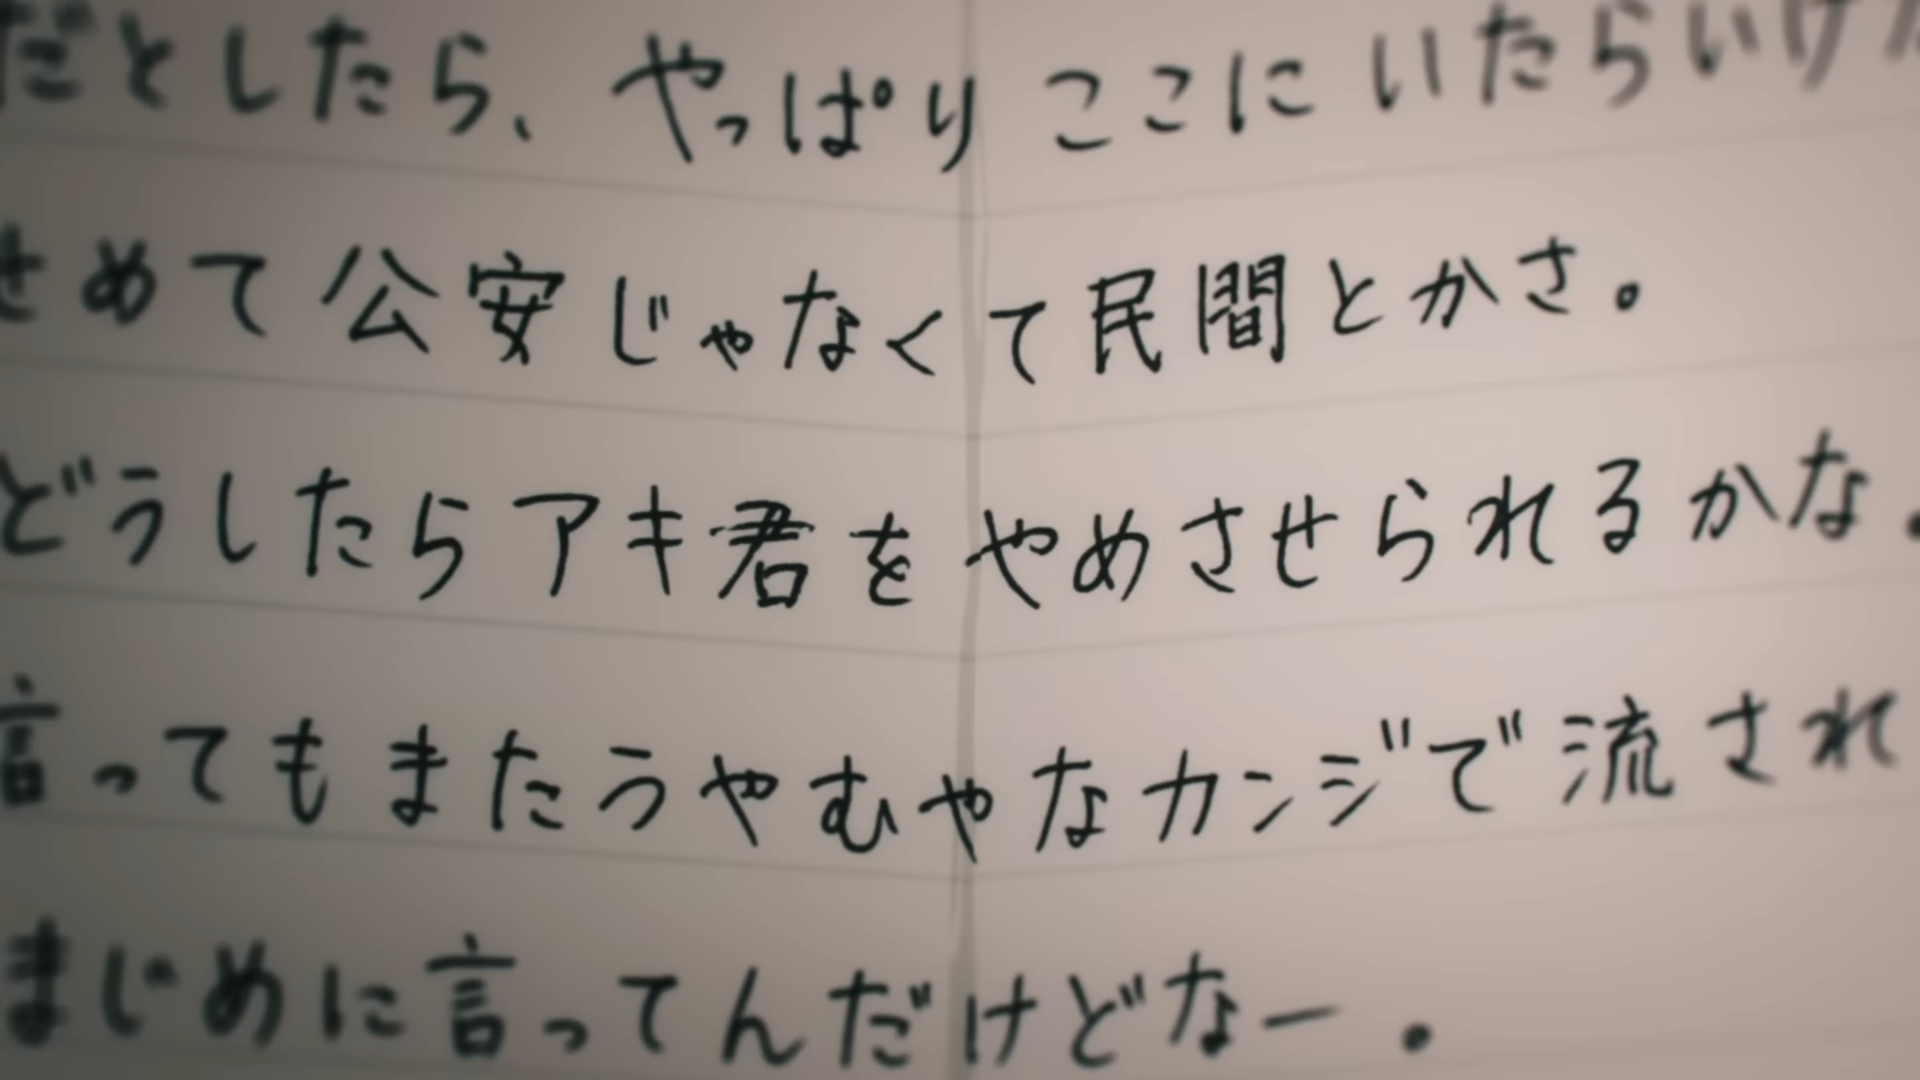 だとしたら、やっぱりここにいたらいけな
せめて公安じゃなくて民間とかさ。
どうしたらアキ君をやめさせられるかな。
言ってもまたうやむやなカンジで流され
まじめに言ってんだけどなー。